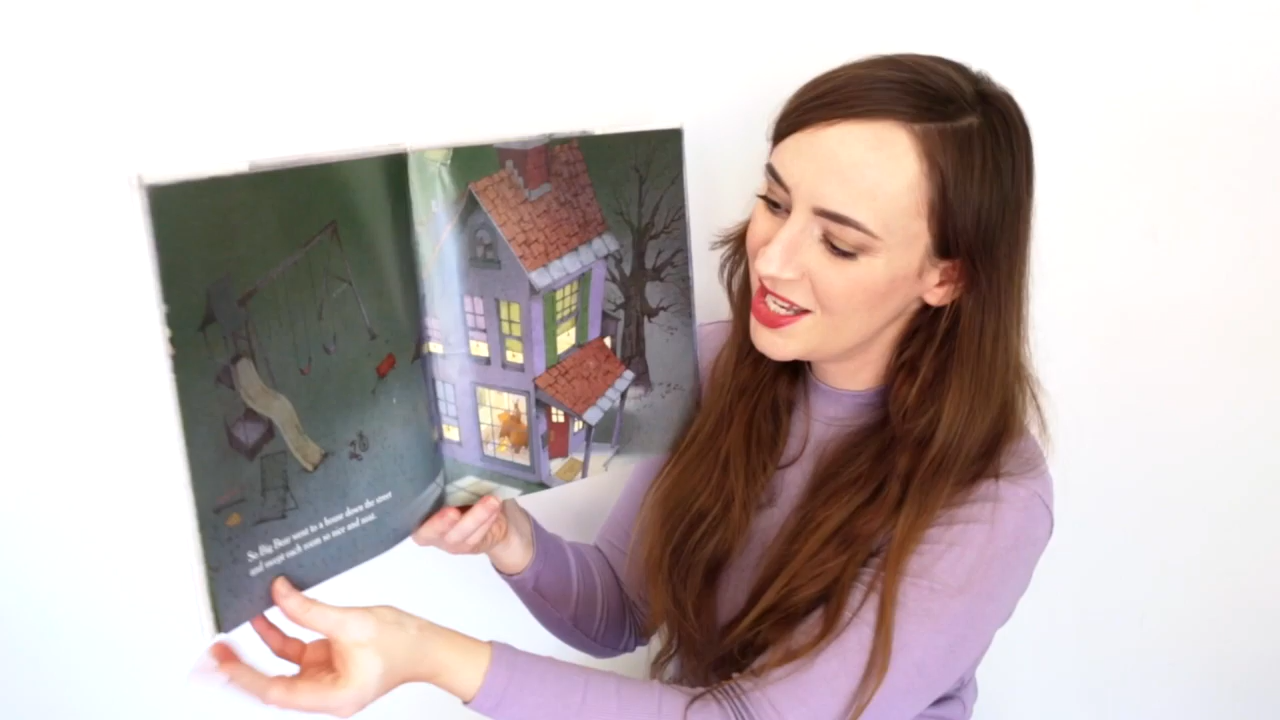 So Big Bear went to a house down the street
and swept each room so nice and neat.